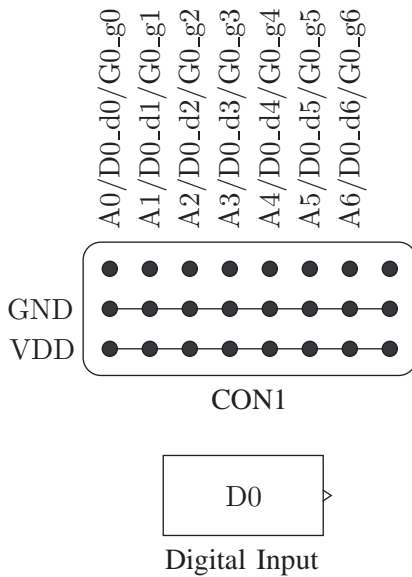 A0/D0_d0/G0_g0
A1/D0_d1/G0_g1
A2/D0_d2/G0_g2
A3/D0_d3/G0_g3
A4/D0_d4/G0_g4
A5/D0_d5/G0_g5
A6/D0_d6/G0_g6
GND
VDD
CON1
D0
Digital Input